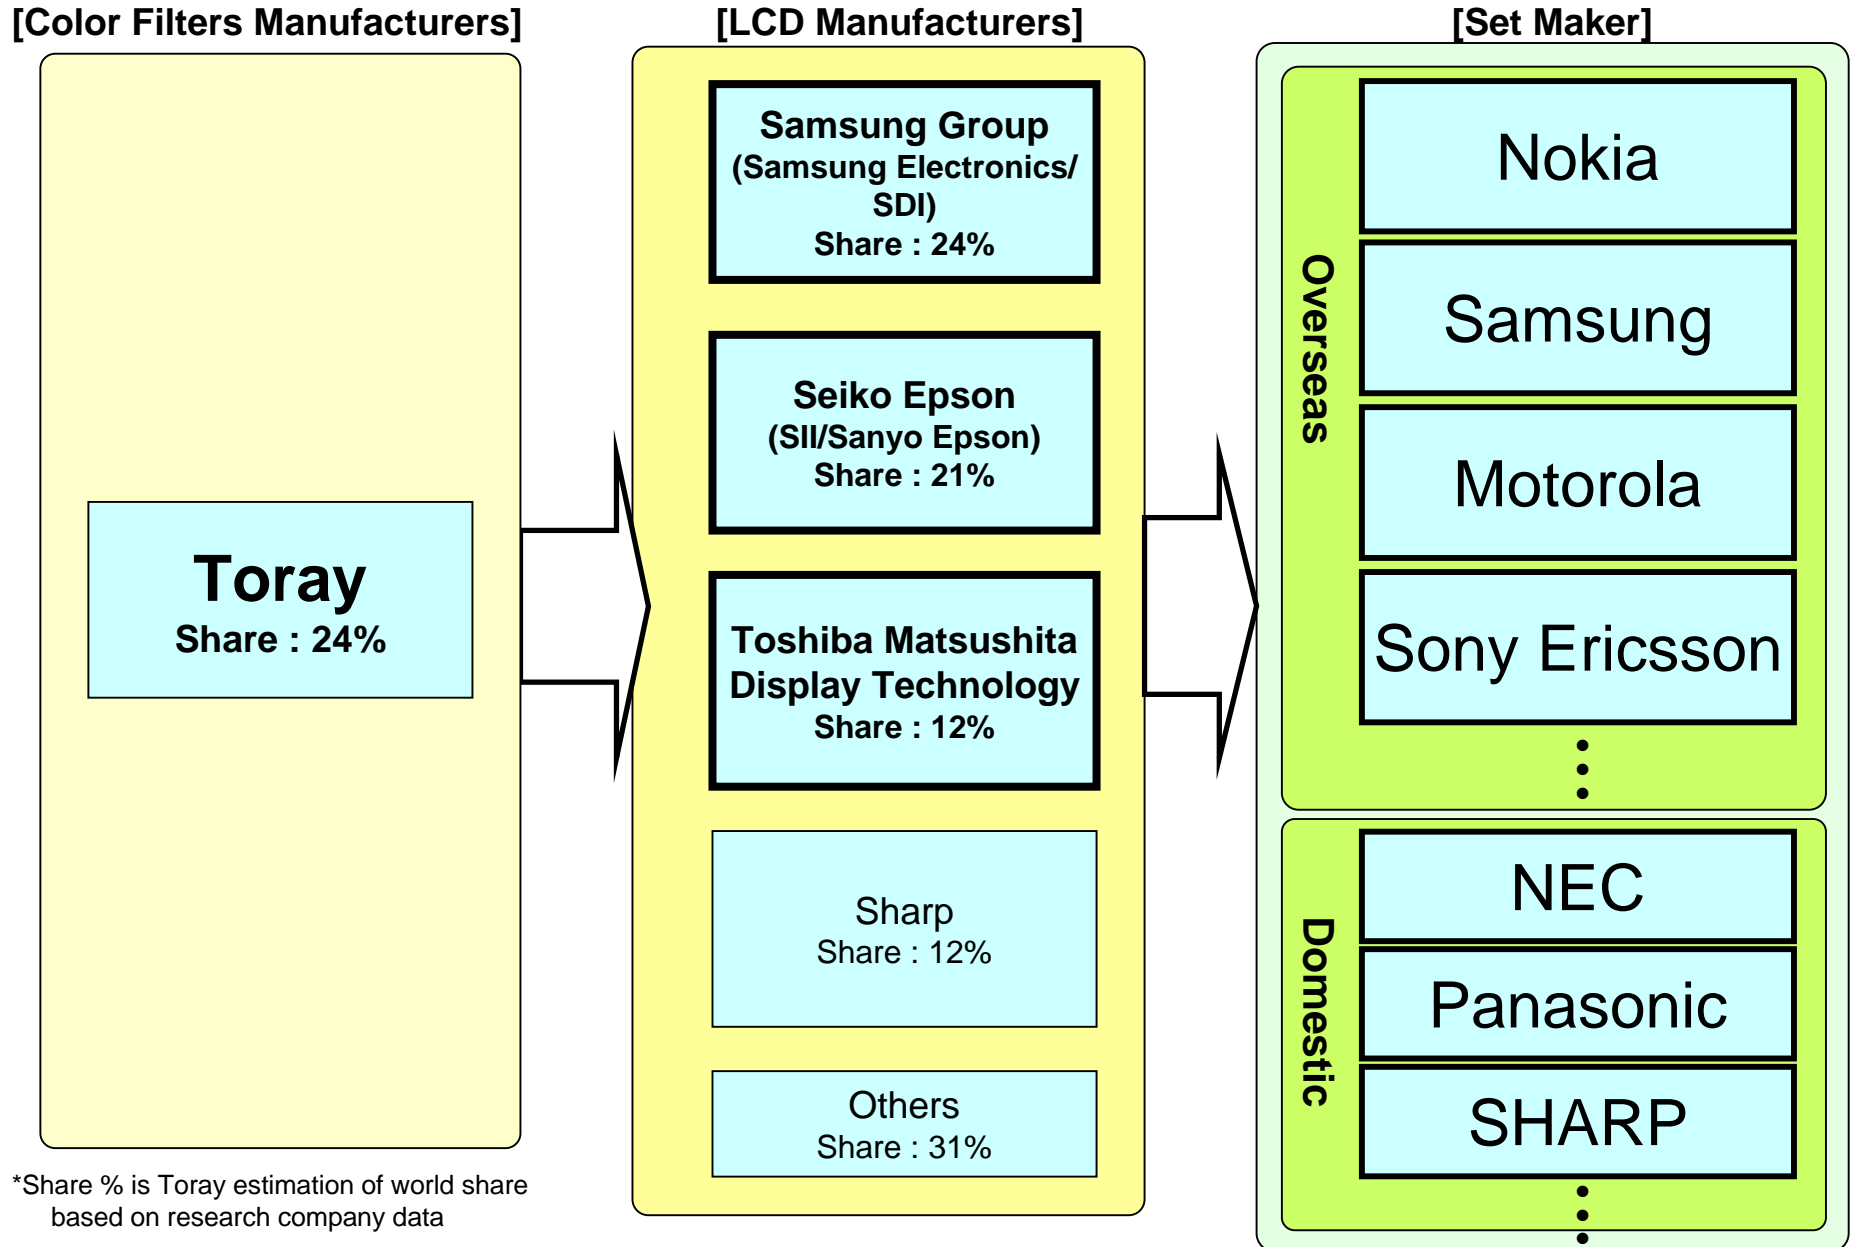 [Color Filters Manufacturers]
Toray
Share : 24%
*Share % is Toray estimation of world share
based on research company data
[LCD Manufacturers]
Samsung Group
(Samsung Electronics/
SDI)
Share : 24%
Seiko Epson
(SII/Sanyo Epson)
Share : 21%
Toshiba Matsushita
Display Technology
Share : 12%
Sharp
Share : 12%
Others
Share : 31%
[Set Maker]
Overseas
Nokia
Samsung
Motorola
Sony Ericsson
Domestic
NEC
Panasonic
SHARP